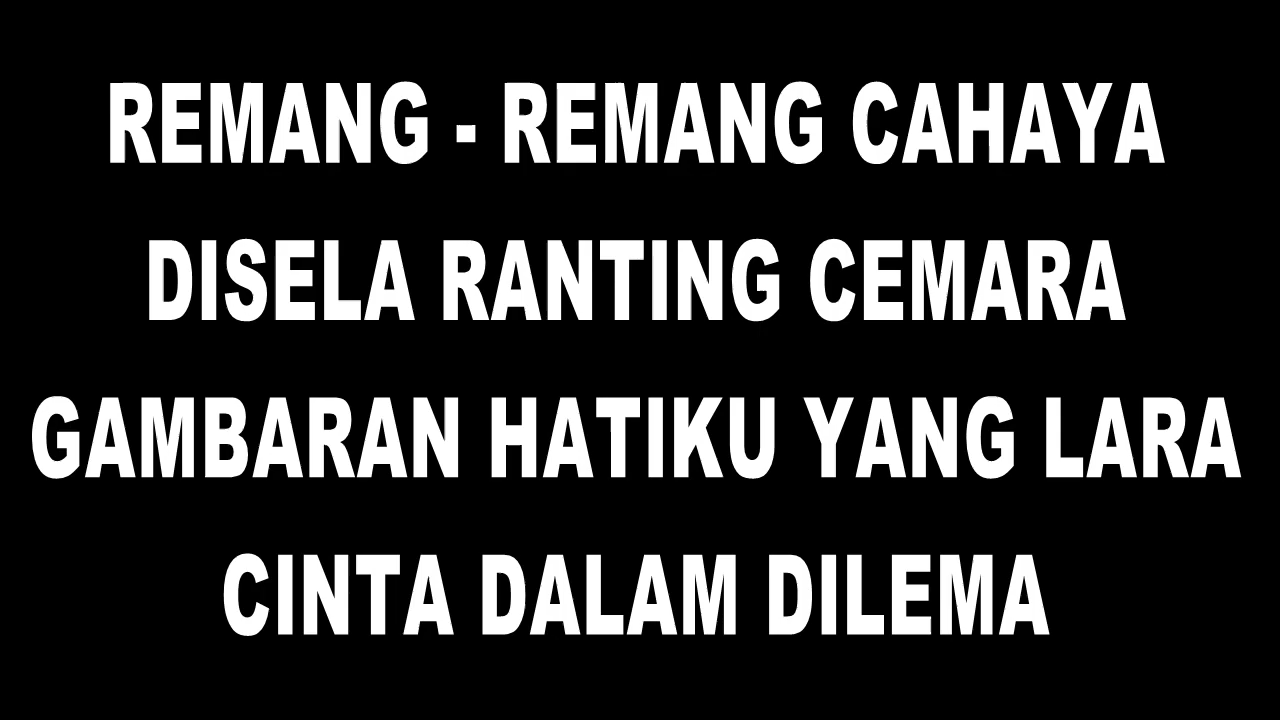 REMANG - REMANG CAHAYA
DISELA RANTING CEMARA
GAMBARAN HATIKU YANG LARA
CINTA DALAM DILEMA